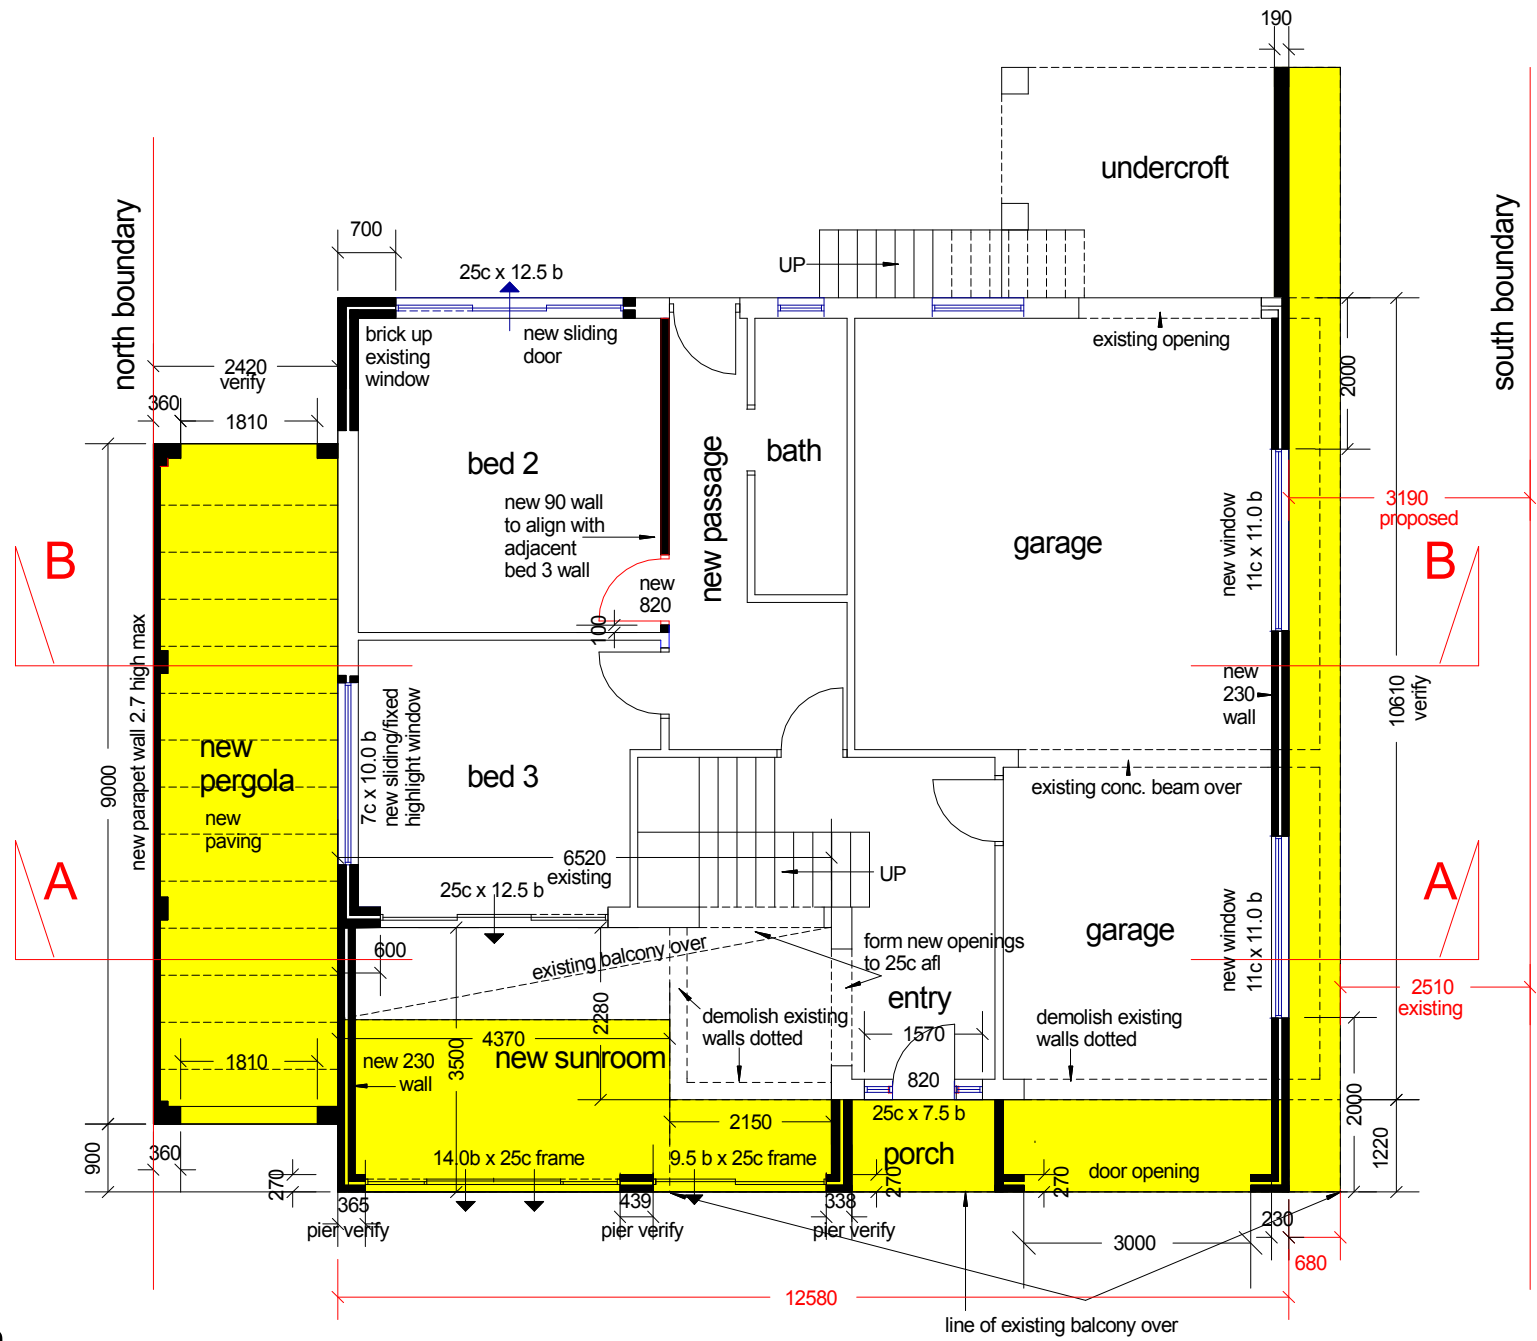 190
undercroft
north boundary
south boundary
700
25c x 12.5 b
UP
brick up
existing
window
new sliding
door
existing opening
2420
verify
2000
360
1810
bed 2
new passage
bath
new 90 wall
to align with
adjacent
bed 3 wall
garage
new window
11c x 11.0 b
3190
proposed
B
B
new
820
100
new parapet wall 2.7 high max
new
230
wall
10610
verify
9000
new
pergola
new
paving
7c x 10.0 b
new sliding/fixed
highlight window
bed 3
existing conc. beam over
6520
existing
25c x 12.5 b
UP
A
A
new window
11c x 11.0 b
garage
600
existing balcony over
form new openings
to 25c afl
entry
2510
existing
2280
3500
4370
new sunroom
demolish existing
walls dotted
1570
820
demolish existing
walls dotted
1810
new 230
wall
2000
1220
2150
25c x 7.5 b
porch
900
360
270
14.0b x 25c frame
9.5 b x 25c frame
270
270
door opening
365
pier verify
439
pier verify
338
pier verify
3000
230
680
12580
line of existing balcony over